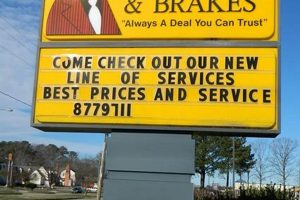 & BRAKES
"Always A Deal You Can Trust"
COME CHECK OUT OUR NEW
LINE OF SERVICES
BEST PRICES AND SERVICE
8779711